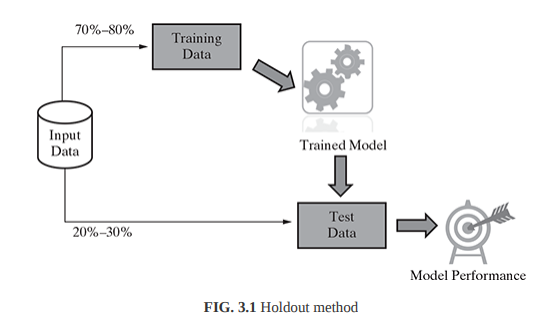 70%–80%
Training
Data
Input
Data
Trained Model
Test
Data
20%–30%
Model Performance
FIG. 3.1 Holdout method